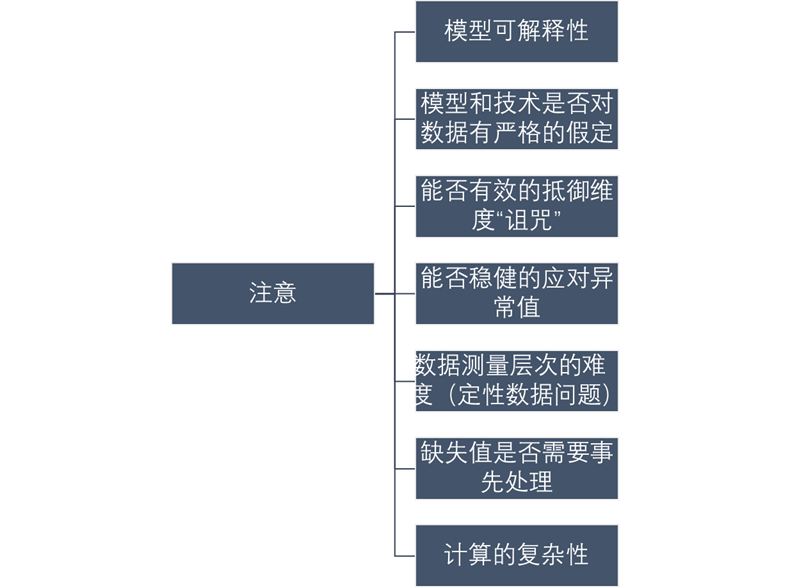 模型可解释性
模型和技术是否对
数据有严格的假定
能否有效的抵御维
度“诅咒”
注意
能否稳健的应对异
常值
数据测量层次的难
度（定性数据问题）
缺失值是否需要事
先处理
计算的复杂性